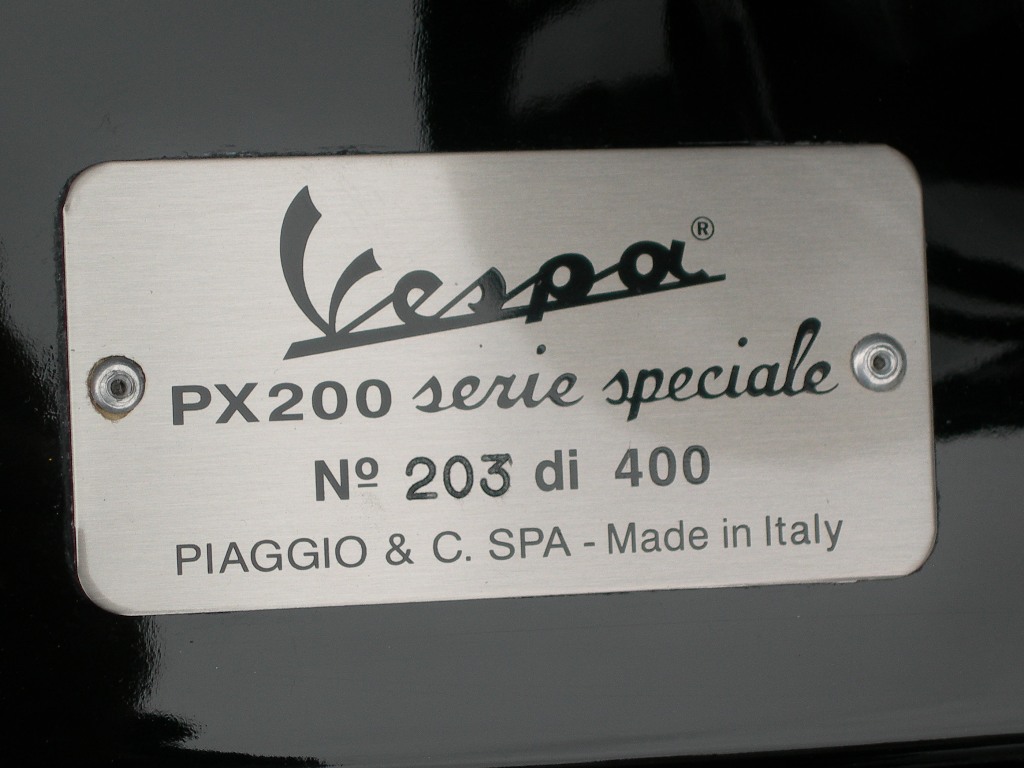 Vespa®
PX200 serie speciale
Nº 203 di 400
PIAGGIO & C. SPA - Made in Italy